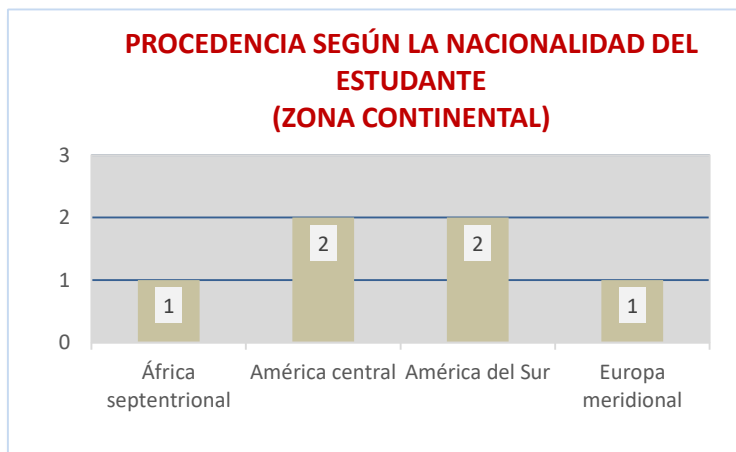 PROCEDENCIA SEGÚN LA NACIONALIDAD DEL
ESTUDANTE
(ZONA CONTINENTAL)
3
2
1
0
1
2
2
1
África septentrional
América central
América del Sur
Europa meridional